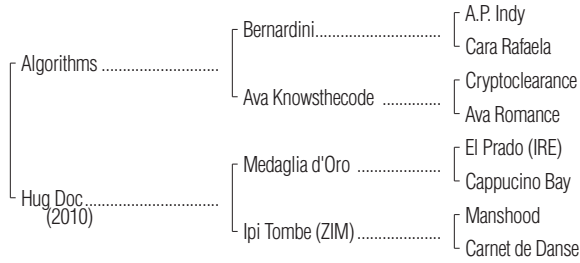 A.P. Indy
Bernardini
Cara Rafaela
Algorithms
Cryptoclearance
Ava Knowsthecode
Ava Romance
El Prado (IRE)
Medaglia d'Oro
Cappucino Bay
Hug Doc
(2010)
Manshood
Ipi Tombe (ZIM)
Carnet de Danse